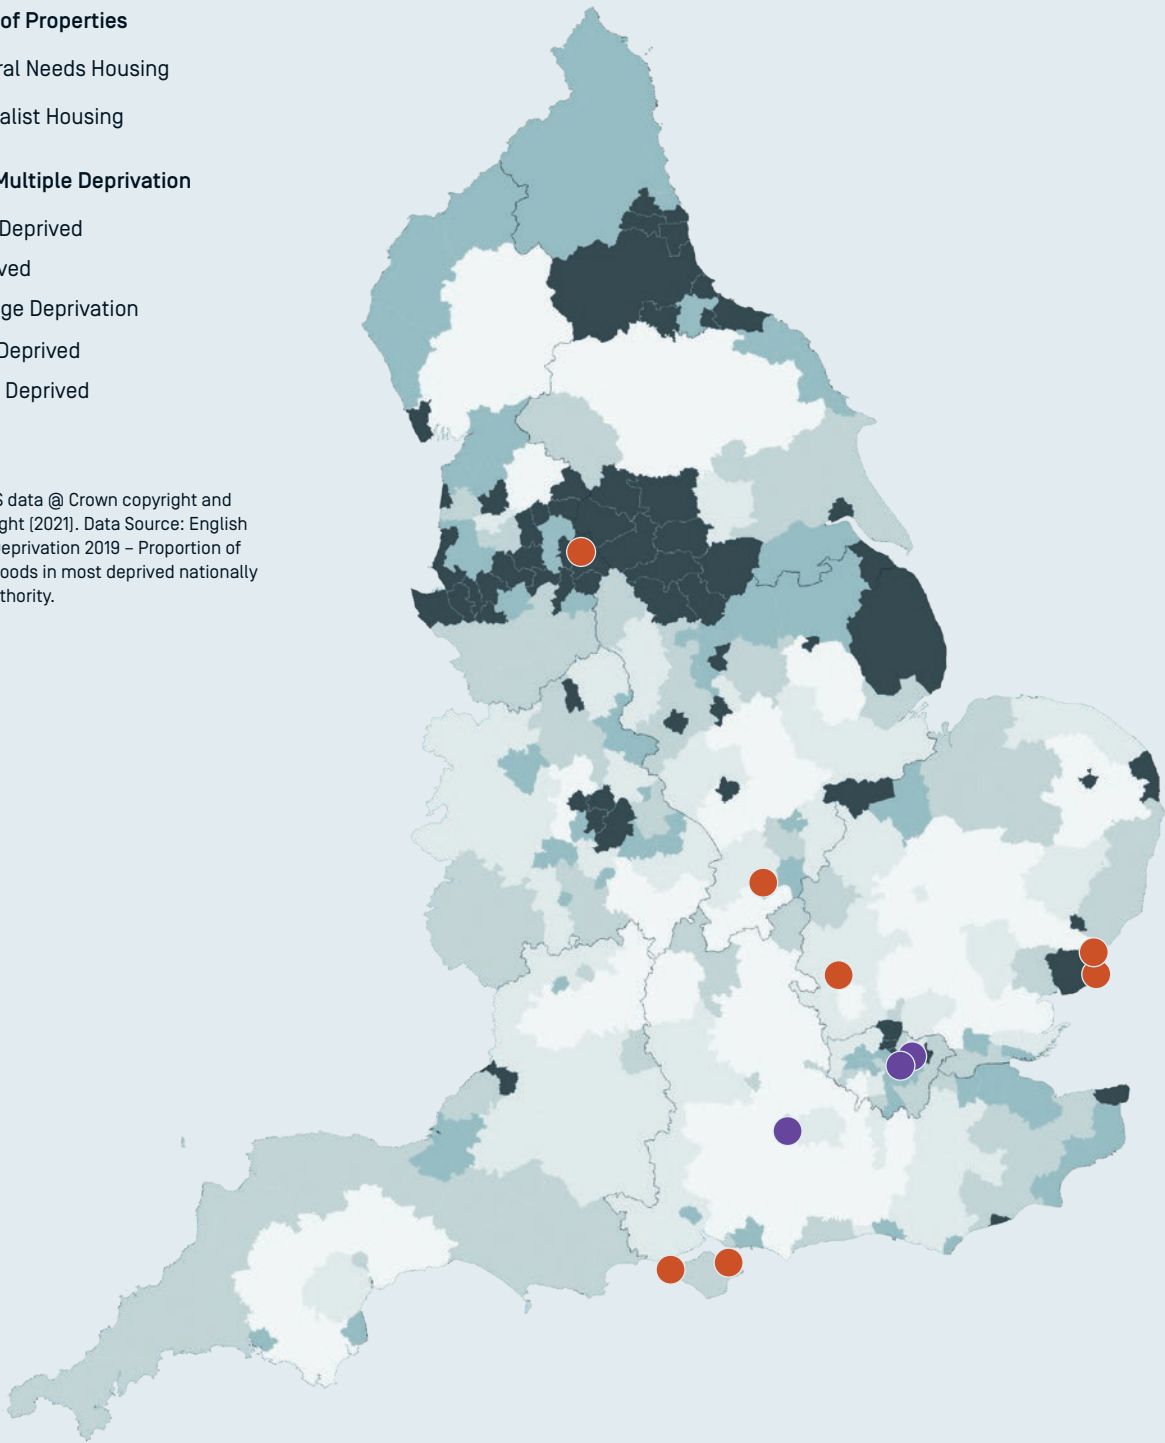 of Properties
ral Needs Housing
alist Housing
Multiple Deprivation
Deprived
ved
ge Deprivation
Deprived
Deprived
S data @ Crown copyright and
ght (2021). Data Source: English
eprivation 2019 – Proportion of
oods in most deprived nationally
thority.